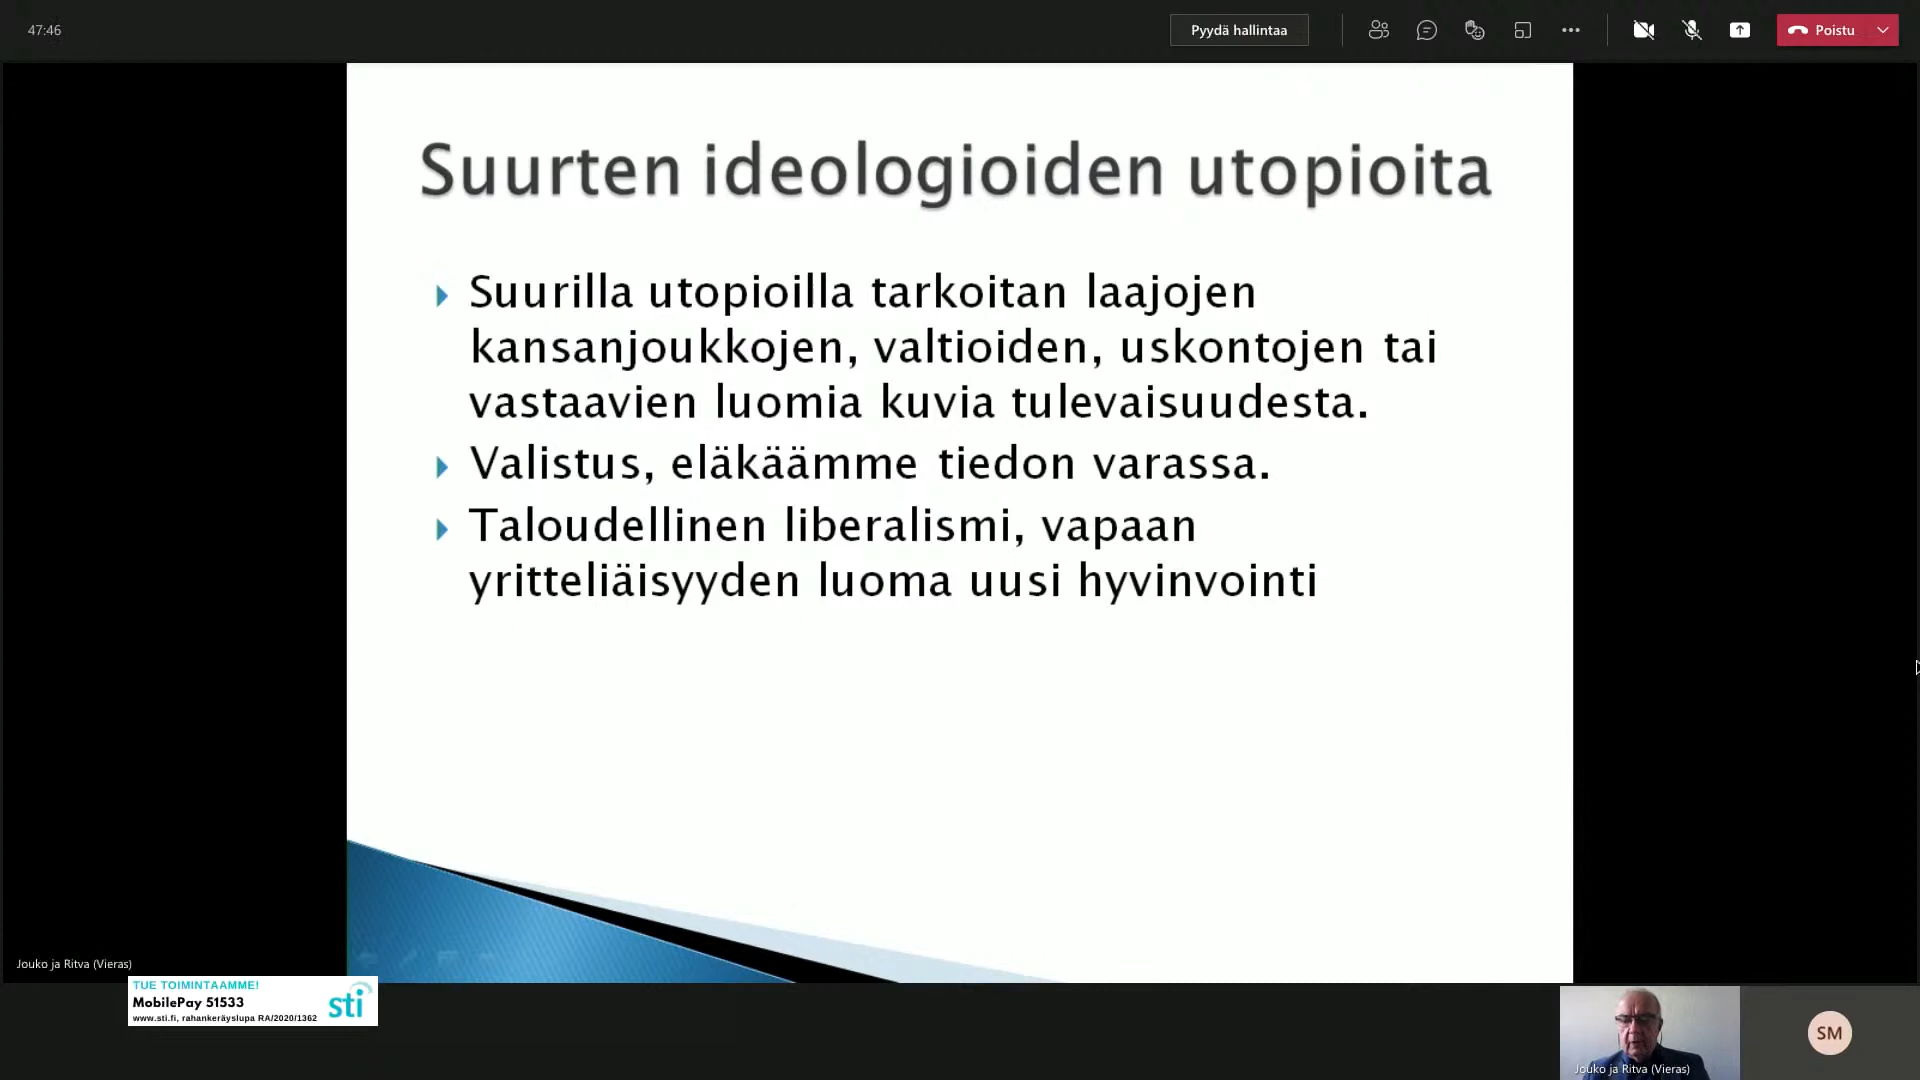 47:46
Pyydä hallintaa
Poistu
Suurten ideologioiden utopioita
Suurilla utopioilla tarkoitan laajojen
kansanjoukkojen, valtioiden, uskontojen tai
vastaavien luomia kuvia tulevaisuudesta.
Valistus, eläkäämme tiedon varassa.
Taloudellinen liberalismi, vapaan
yritteliäisyyden luoma uusi hyvinvointi
Jouko ja Ritva (Vieras)
TUE TOIMINTAAMME!
MobilePay 51533
www.sti.fi, rahankeräyslupa RA/2020/1362
sti
Jouko ja Ritva (Vieras)
SM